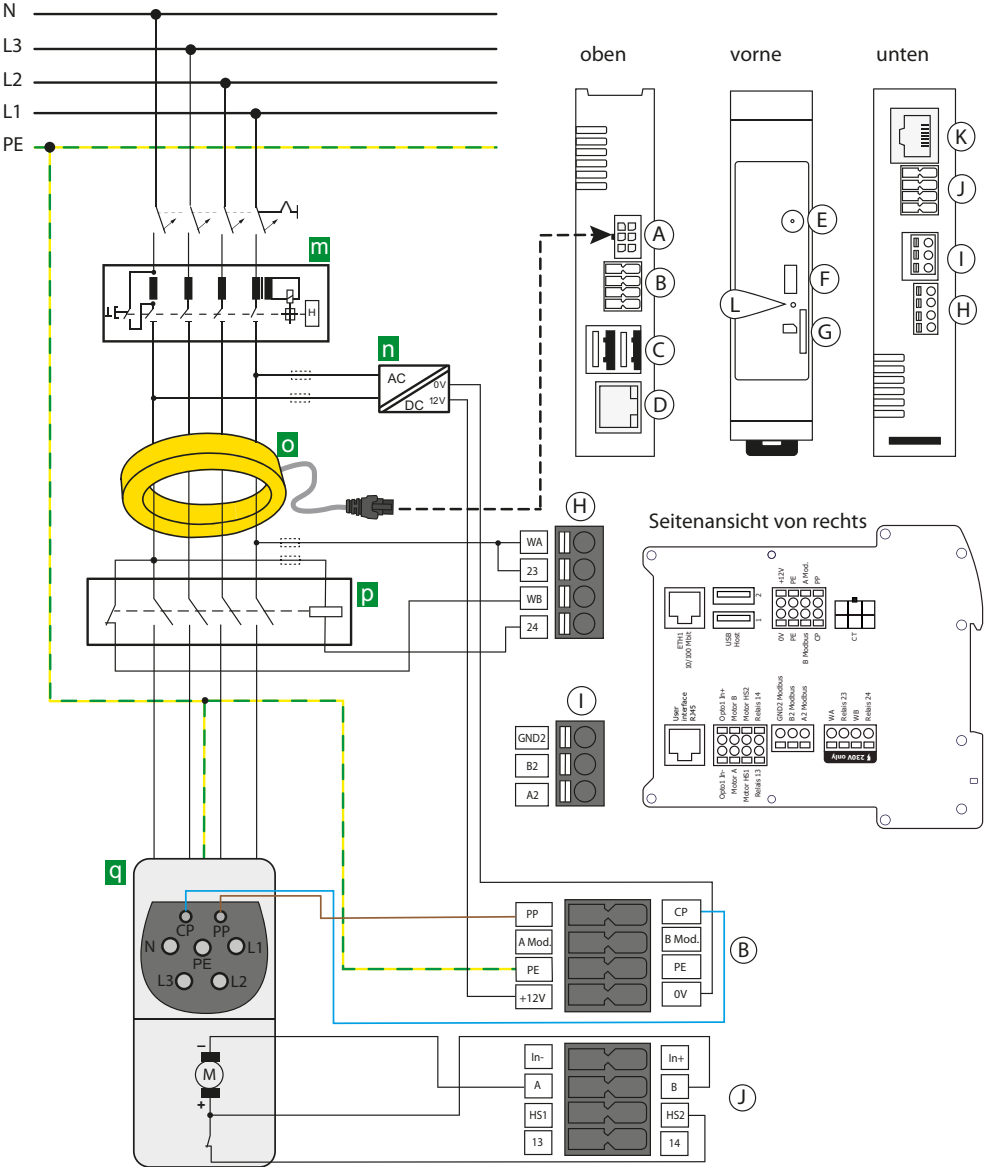 N
L3
L2
L1
PE
oben
vorne
unten
A
B
C
D
E
F
L
G
K
J
I
H
m
H
n
AC
DC
0V
12V
o
p
H
WA
23
WB
24
I
GND2
B2
A2
Seitenansicht von rechts
ETH1
10/100 Mbit
USB
Host
2
1
+12V
PE
A Mod.
PP
0V
PE
B Modbus
CP
CT
User
interface
RJ45
Opto1 In+
Motor B
Motor HS2
Relais 14
Opto1 In-
Motor A
Motor HS1
Relais 13
GND2 Modbus
B2 Modbus
A2 Modbus
WA
Relais 23
WB
Relais 24
230V only
q
CP
PP
N
PE
L1
L3
L2
PP
A Mod.
PE
+12V
CP
B Mod.
PE
0V
B
–
M
+
In-
A
HS1
13
In+
B
HS2
14
J